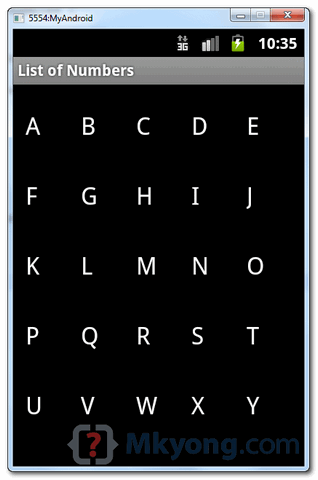 5554:MyAndroid
3G 10:35
List of Numbers
A B C D E
F G H I J
K L M N O
P Q R S T
U V W X Y
{?} Mkyong.com